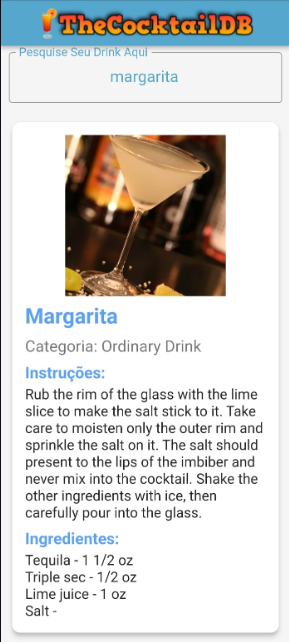 TheCocktailDB
Pesquise Seu Drink Aqui
margarita
Margarita
Categoria: Ordinary Drink
Instruções:
Rub the rim of the glass with the lime
slice to make the salt stick to it. Take
care to moisten only the outer rim and
sprinkle the salt on it. The salt should
present to the lips of the imbiber and
never mix into the cocktail. Shake the
other ingredients with ice, then
carefully pour into the glass.
Ingredientes:
Tequila - 1 1/2 oz
Triple sec - 1/2 oz
Lime juice - 1 oz
Salt -